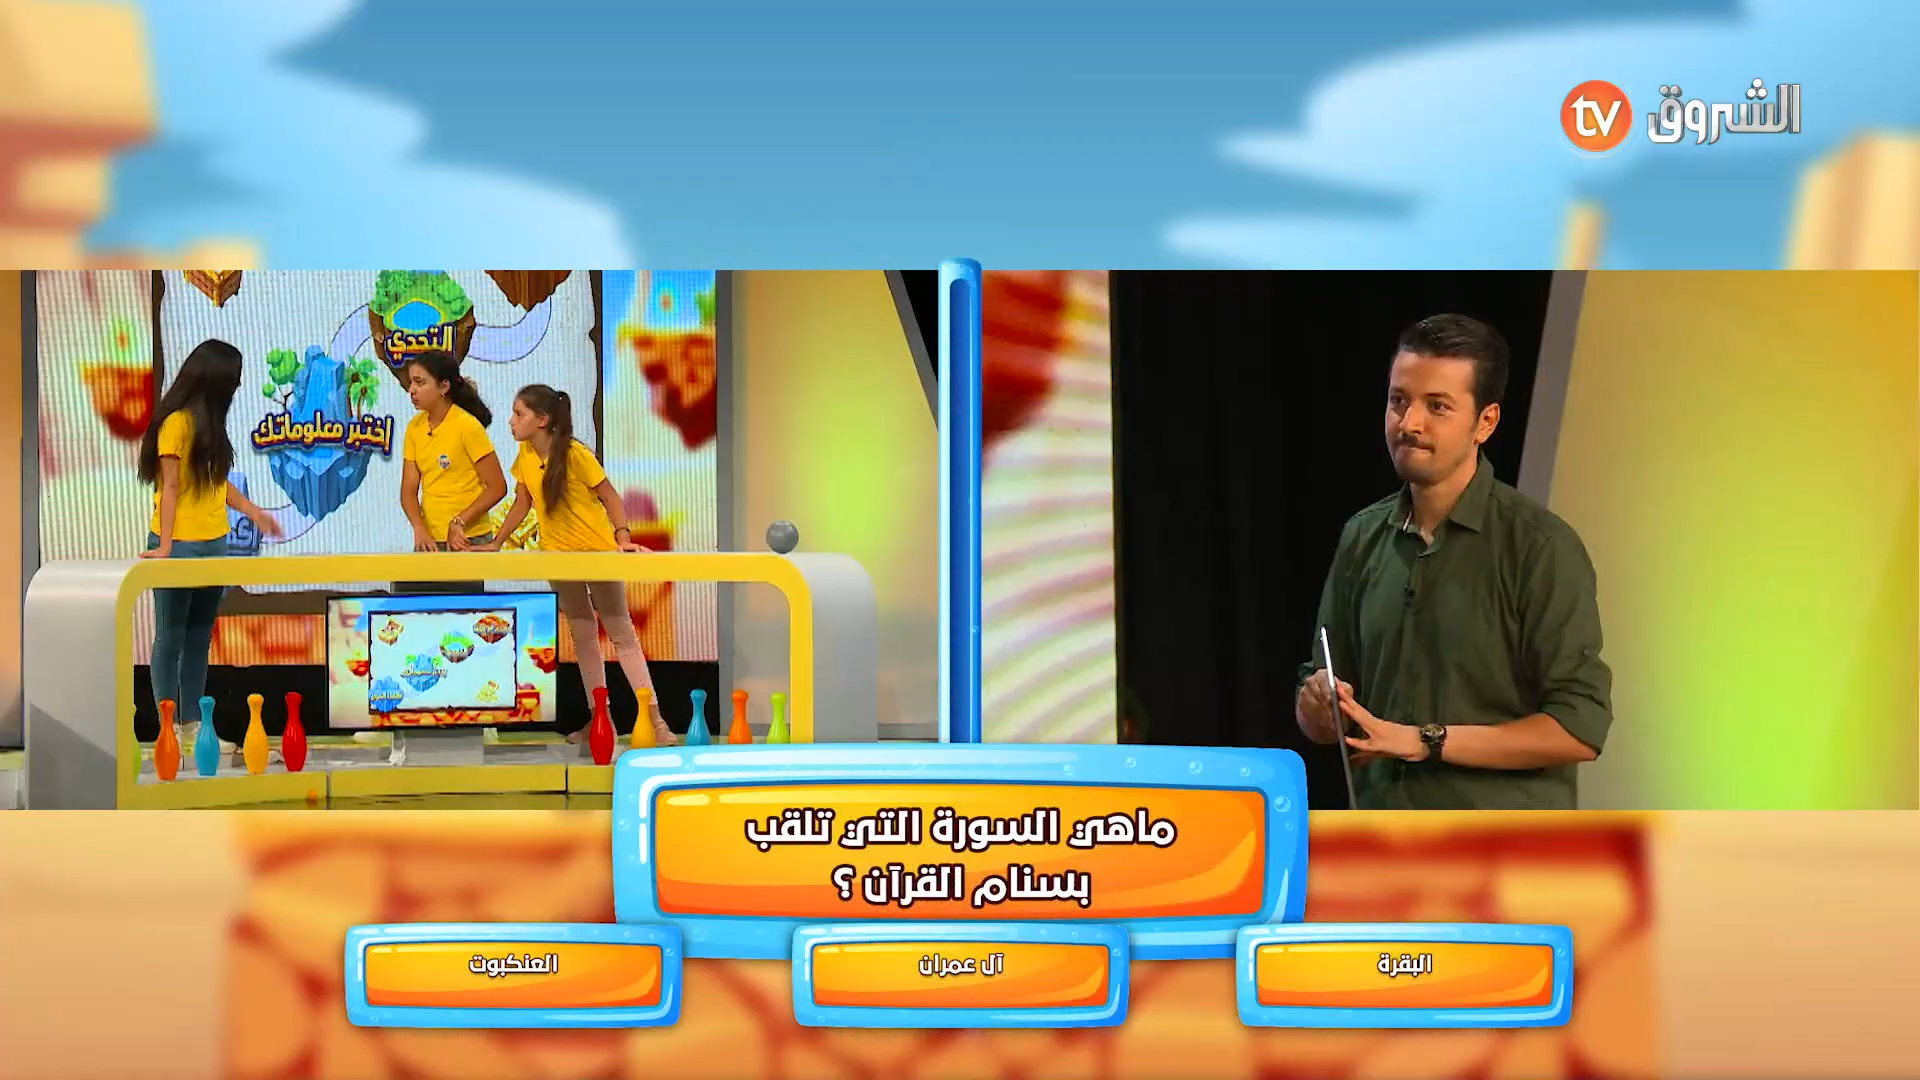 الشروق tv
التحدي
إختبر معلوماتك
ماهي السورة التي تلقب
بسنام القرآن ؟
البقرة
آل عمران
العنكبوت